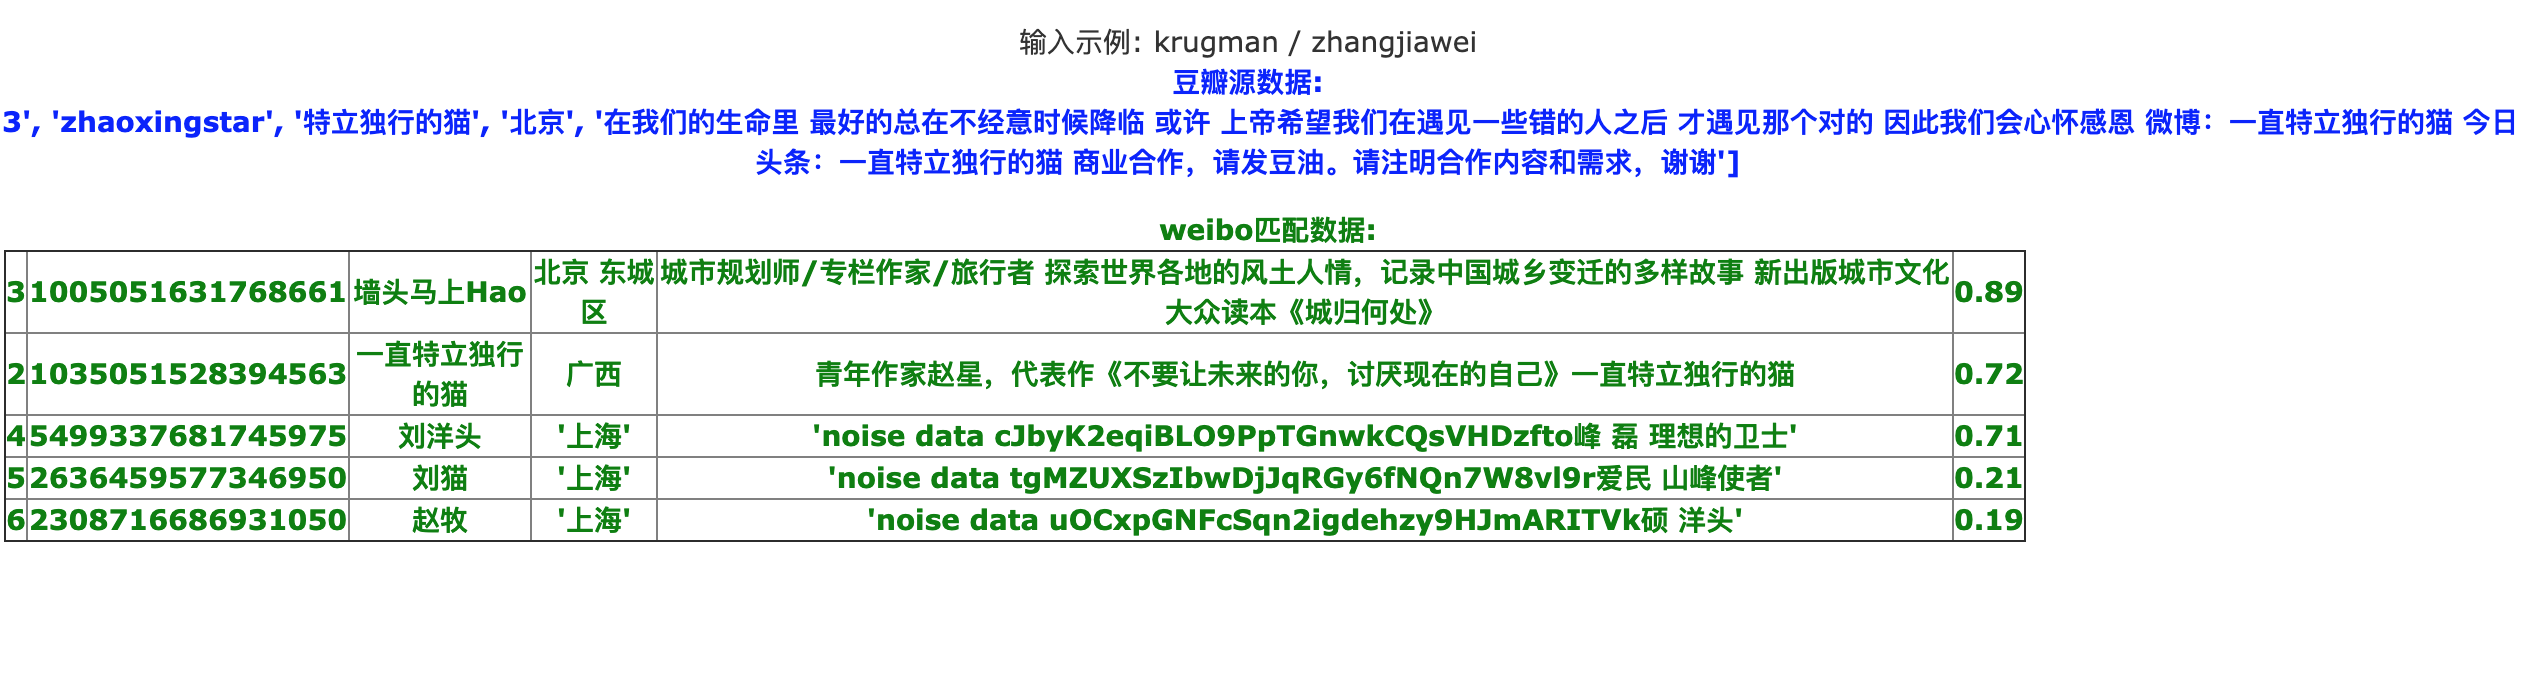 输入示例: krugman / zhangjiawei
豆瓣源数据:
3', 'zhaoxingstar', '特立独行的猫', '北京', '在我们的生命里 最好的总在不经意时候降临 或许 上帝希望我们在遇见一些错的人之后 才遇见那个对的 因此我们会心怀感恩 微博：一直特立独行的猫 今日
头条：一直特立独行的猫 商业合作，请发豆油。请注明合作内容和需求，谢谢']
weibo匹配数据:
3 1005051631768661 墙头马上Hao 北京 东城区 城市规划师/专栏作家/旅行者 探索世界各地的风土人情，记录中国城乡变迁的多样故事 新出版城市文化大众读本《城归何处》 0.89
2 1035051528394563 一直特立独行的猫 广西 青年作家赵星，代表作《不要让未来的你，讨厌现在的自己》一直特立独行的猫 0.72
4 5499337681745975 刘洋头 '上海' 'noise data cJbyK2eqiBLO9PpTGnwkCQsVHDzfto峰 磊 理想的卫士' 0.71
5 2636459577346950 刘猫 '上海' 'noise data tgMZUXSzIbwDjJqRGy6fNQn7W8vl9r爱民 山峰使者' 0.21
6 2308716686931050 赵牧 '上海' 'noise data uOCxpGNFcSqn2igdehzy9HJmARITVk硕 洋头' 0.19